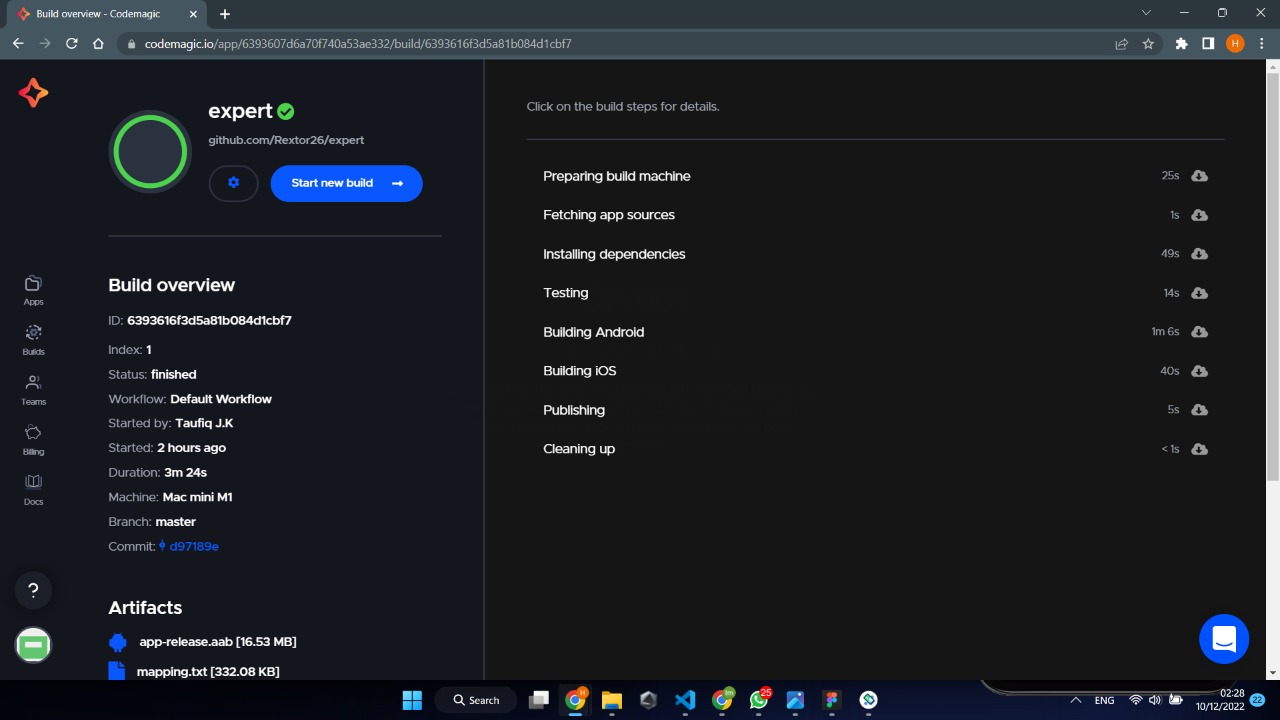 Build overview - Codemagic
codemagic.io/app/6393607d6a70f740a53ae332/build/6393616f3d5a81b084d1cbf7
H
expert
github.com/Rextor26/expert
Start new build
Apps
Builds
Teams
Billing
Docs
?
Build overview
ID: 6393616f3d5a81b084d1cbf7
Index: 1
Status: finished
Workflow: Default Workflow
Started by: Taufiq J.K
Started: 2 hours ago
Duration: 3m 24s
Machine: Mac mini M1
Branch: master
Commit: d97189e
Artifacts
app-release.aab [16.53 MB]
mapping.txt [332.08 KB]
Click on the build steps for details.
Preparing build machine 25s
Fetching app sources 1s
Installing dependencies 49s
Testing 14s
Building Android 1m 6s
Building iOS 40s
Publishing 5s
Cleaning up < 1s
Search
H
25
ENG
02:28
10/12/2022
22